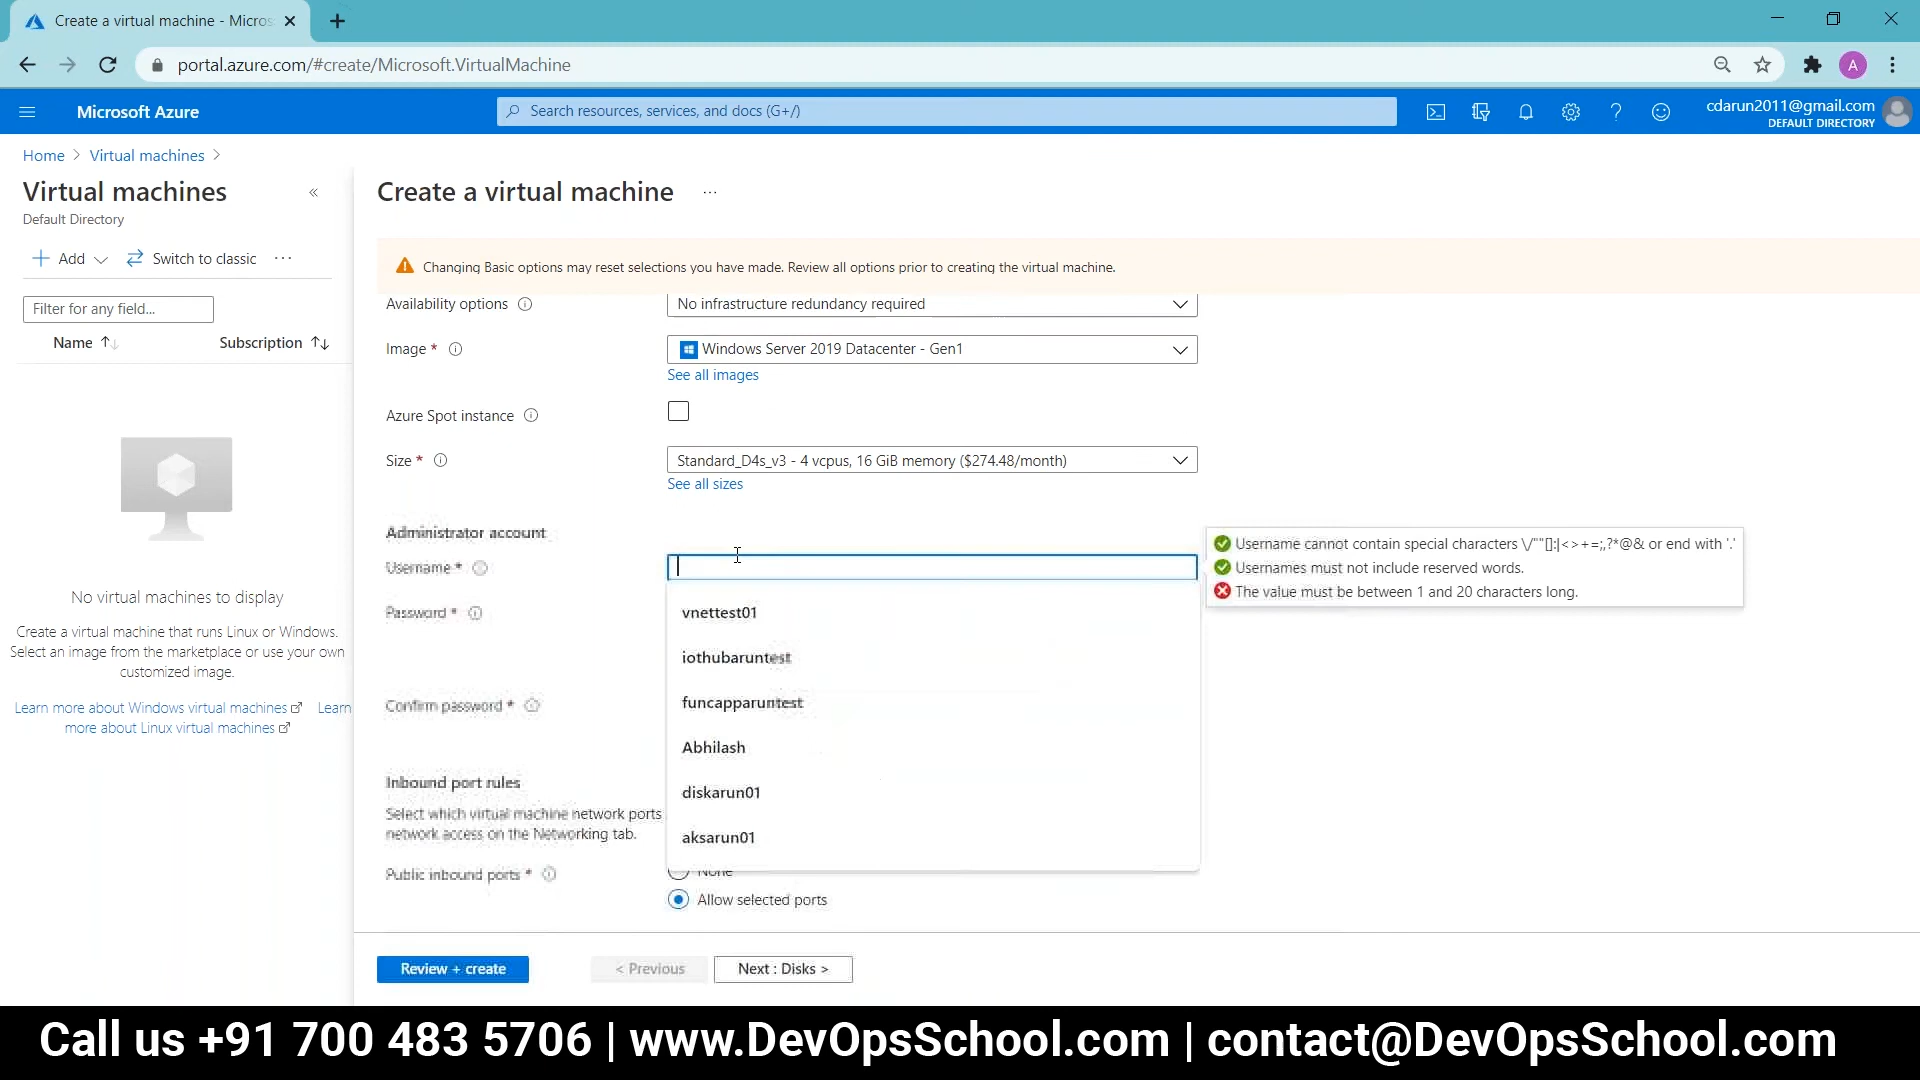 Create a virtual machine - Micros
portal.azure.com/#create/Microsoft.VirtualMachine
A
Microsoft Azure
Search resources, services, and docs (G+/)
cdarun2011@gmail.com
DEFAULT DIRECTORY
Home > Virtual machines >
Virtual machines
Default Directory
Add
Switch to classic
Filter for any field...
Name
Subscription
No virtual machines to display
Create a virtual machine that runs Linux or Windows.
Select an image from the marketplace or use your own
customized image.
Learn more about Windows virtual machines
Learn
more about Linux virtual machines
Create a virtual machine
Changing Basic options may reset selections you have made. Review all options prior to creating the virtual machine.
Availability options
No infrastructure redundancy required
Image *
Windows Server 2019 Datacenter - Gen1
See all images
Azure Spot instance
Size *
Standard_D4s_v3 - 4 vcpus, 16 GiB memory ($274.48/month)
See all sizes
Administrator account
Username *
Username cannot contain special characters \/""[]:|<>+=;,?*@& or end with '.'
Usernames must not include reserved words.
The value must be between 1 and 20 characters long.
Password *
vnettest01
iothubaruntest
funcapparuntest
Abhilash
diskarun01
aksarun01
Confirm password *
Inbound port rules
Select which virtual machine network ports
network access on the Networking tab.
Public inbound ports *
None
Allow selected ports
Review + create
< Previous
Next : Disks >
Call us +91 700 483 5706 | www.DevOpsSchool.com | contact@DevOpsSchool.com